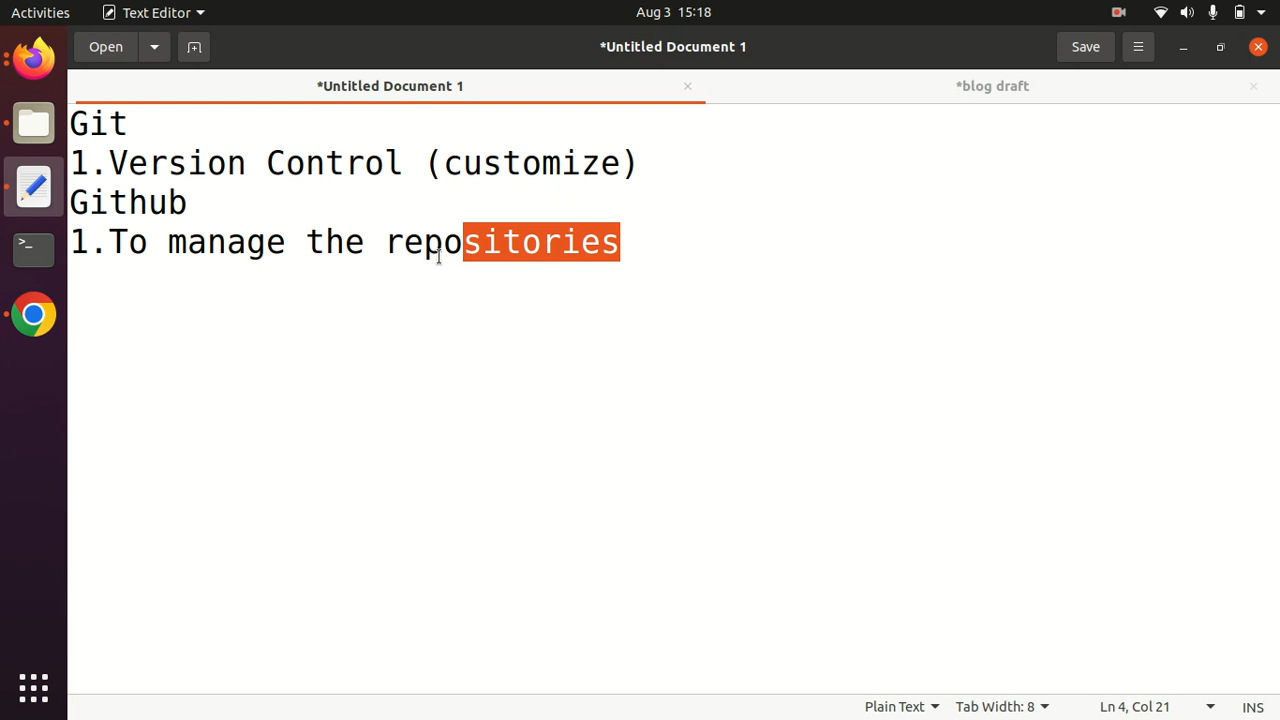 Activities Text Editor Aug 3 15:18
Open *Untitled Document 1 Save
*Untitled Document 1 *blog draft
Git
1.Version Control (customize)
Github
1.To manage the repositories
Plain Text Tab Width: 8 Ln 4, Col 21 INS